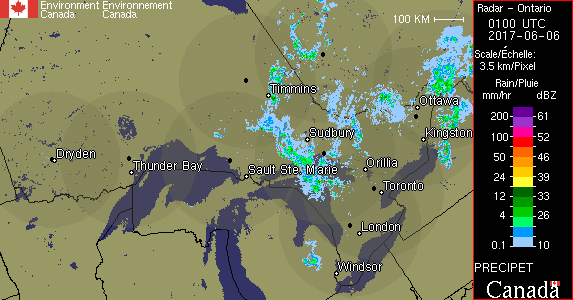 Environment Environnement
Canada Canada
100 KM
Radar - Ontario
0100 UTC
2017-06-06
Scale/Échelle:
3.5 km/Pixel
Rain/Pluie
mm/hr dBZ
200 61
100 52
50 46
24 39
12 33
4 26
2 20
0.1 10
PRECIPET
Canada
Timmins
Ottawa
Sudbury
Kingston
Dryden
Thunder Bay
Sault Ste. Marie
Orillia
Toronto
London
Windsor